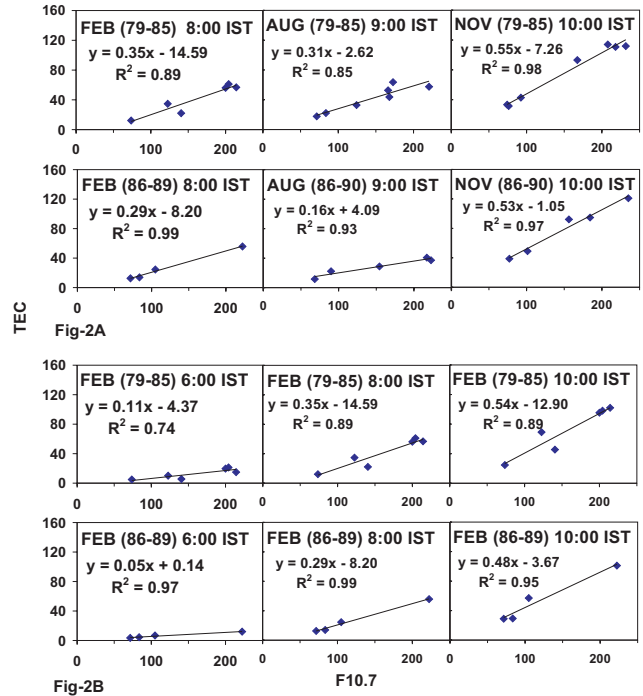 FEB (79-85) 8:00 IST
y = 0.35x - 14.59
R² = 0.89
AUG (79-85) 9:00 IST
y = 0.31x - 2.62
R² = 0.85
NOV (79-85) 10:00 IST
y = 0.55x - 7.26
R² = 0.98
160
120
80
40
0
100 200
0 100 200
0 100 200
FEB (86-89) 8:00 IST
y = 0.29x - 8.20
R² = 0.99
AUG (86-90) 9:00 IST
y = 0.16x + 4.09
R² = 0.93
NOV (86-90) 10:00 IST
y = 0.53x - 1.05
R² = 0.97
160
120
80
40
0
0 100 200
0 100 200
0 100 200
TEC
Fig-2A
FEB (79-85) 6:00 IST
y = 0.11x - 4.37
R² = 0.74
FEB (79-85) 8:00 IST
y = 0.35x - 14.59
R² = 0.89
FEB (79-85) 10:00 IST
y = 0.54x - 12.90
R² = 0.89
160
120
80
40
0
0 100 200
0 100 200
0 100 200
FEB (86-89) 6:00 IST
y = 0.05x + 0.14
R² = 0.97
FEB (86-89) 8:00 IST
y = 0.29x - 8.20
R² = 0.99
FEB (86-89) 10:00 IST
y = 0.48x - 3.67
R² = 0.95
160
120
80
40
0
0 100 200
0 100 200
0 100 200
Fig-2B
F10.7